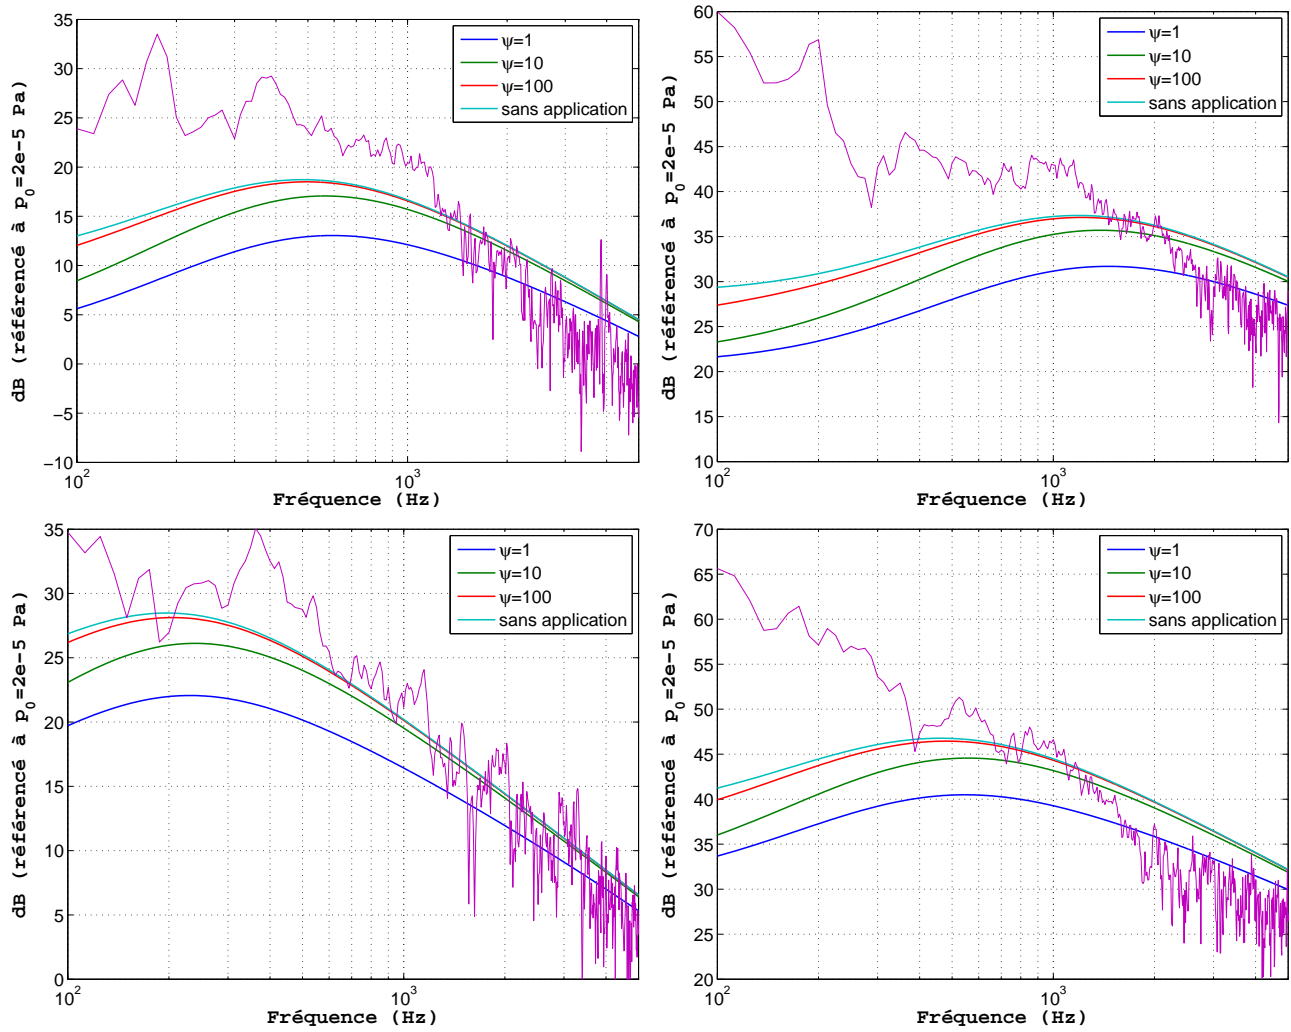 35
30
25
20
15
10
5
0
−5
−10
dB (référencé à p₀=2e−5 Pa)
ψ=1
ψ=10
ψ=100
sans application
10²
10³
Fréquence (Hz)
60
55
50
45
40
35
30
25
20
15
10
dB (référencé à p₀=2e−5 Pa)
ψ=1
ψ=10
ψ=100
sans application
10²
10³
Fréquence (Hz)
35
30
25
20
15
10
5
0
dB (référencé à p₀=2e−5 Pa)
ψ=1
ψ=10
ψ=100
sans application
10²
10³
Fréquence (Hz)
70
65
60
55
50
45
40
35
30
25
20
dB (référencé à p₀=2e−5 Pa)
ψ=1
ψ=10
ψ=100
sans application
10²
10³
Fréquence (Hz)